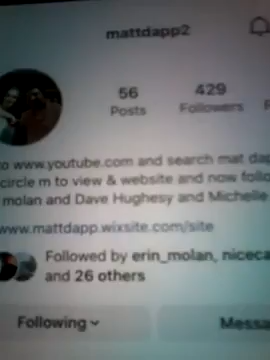 mattdapp2
56 429
Posts Followers
o www.youtube.com and search mat dap
circle m to view & website and now follo
molan and Dave Hughesy and Michelle
www.mattdapp.wixsite.com/site
Followed by erin_molan, niceca
and 26 others
Following Messa